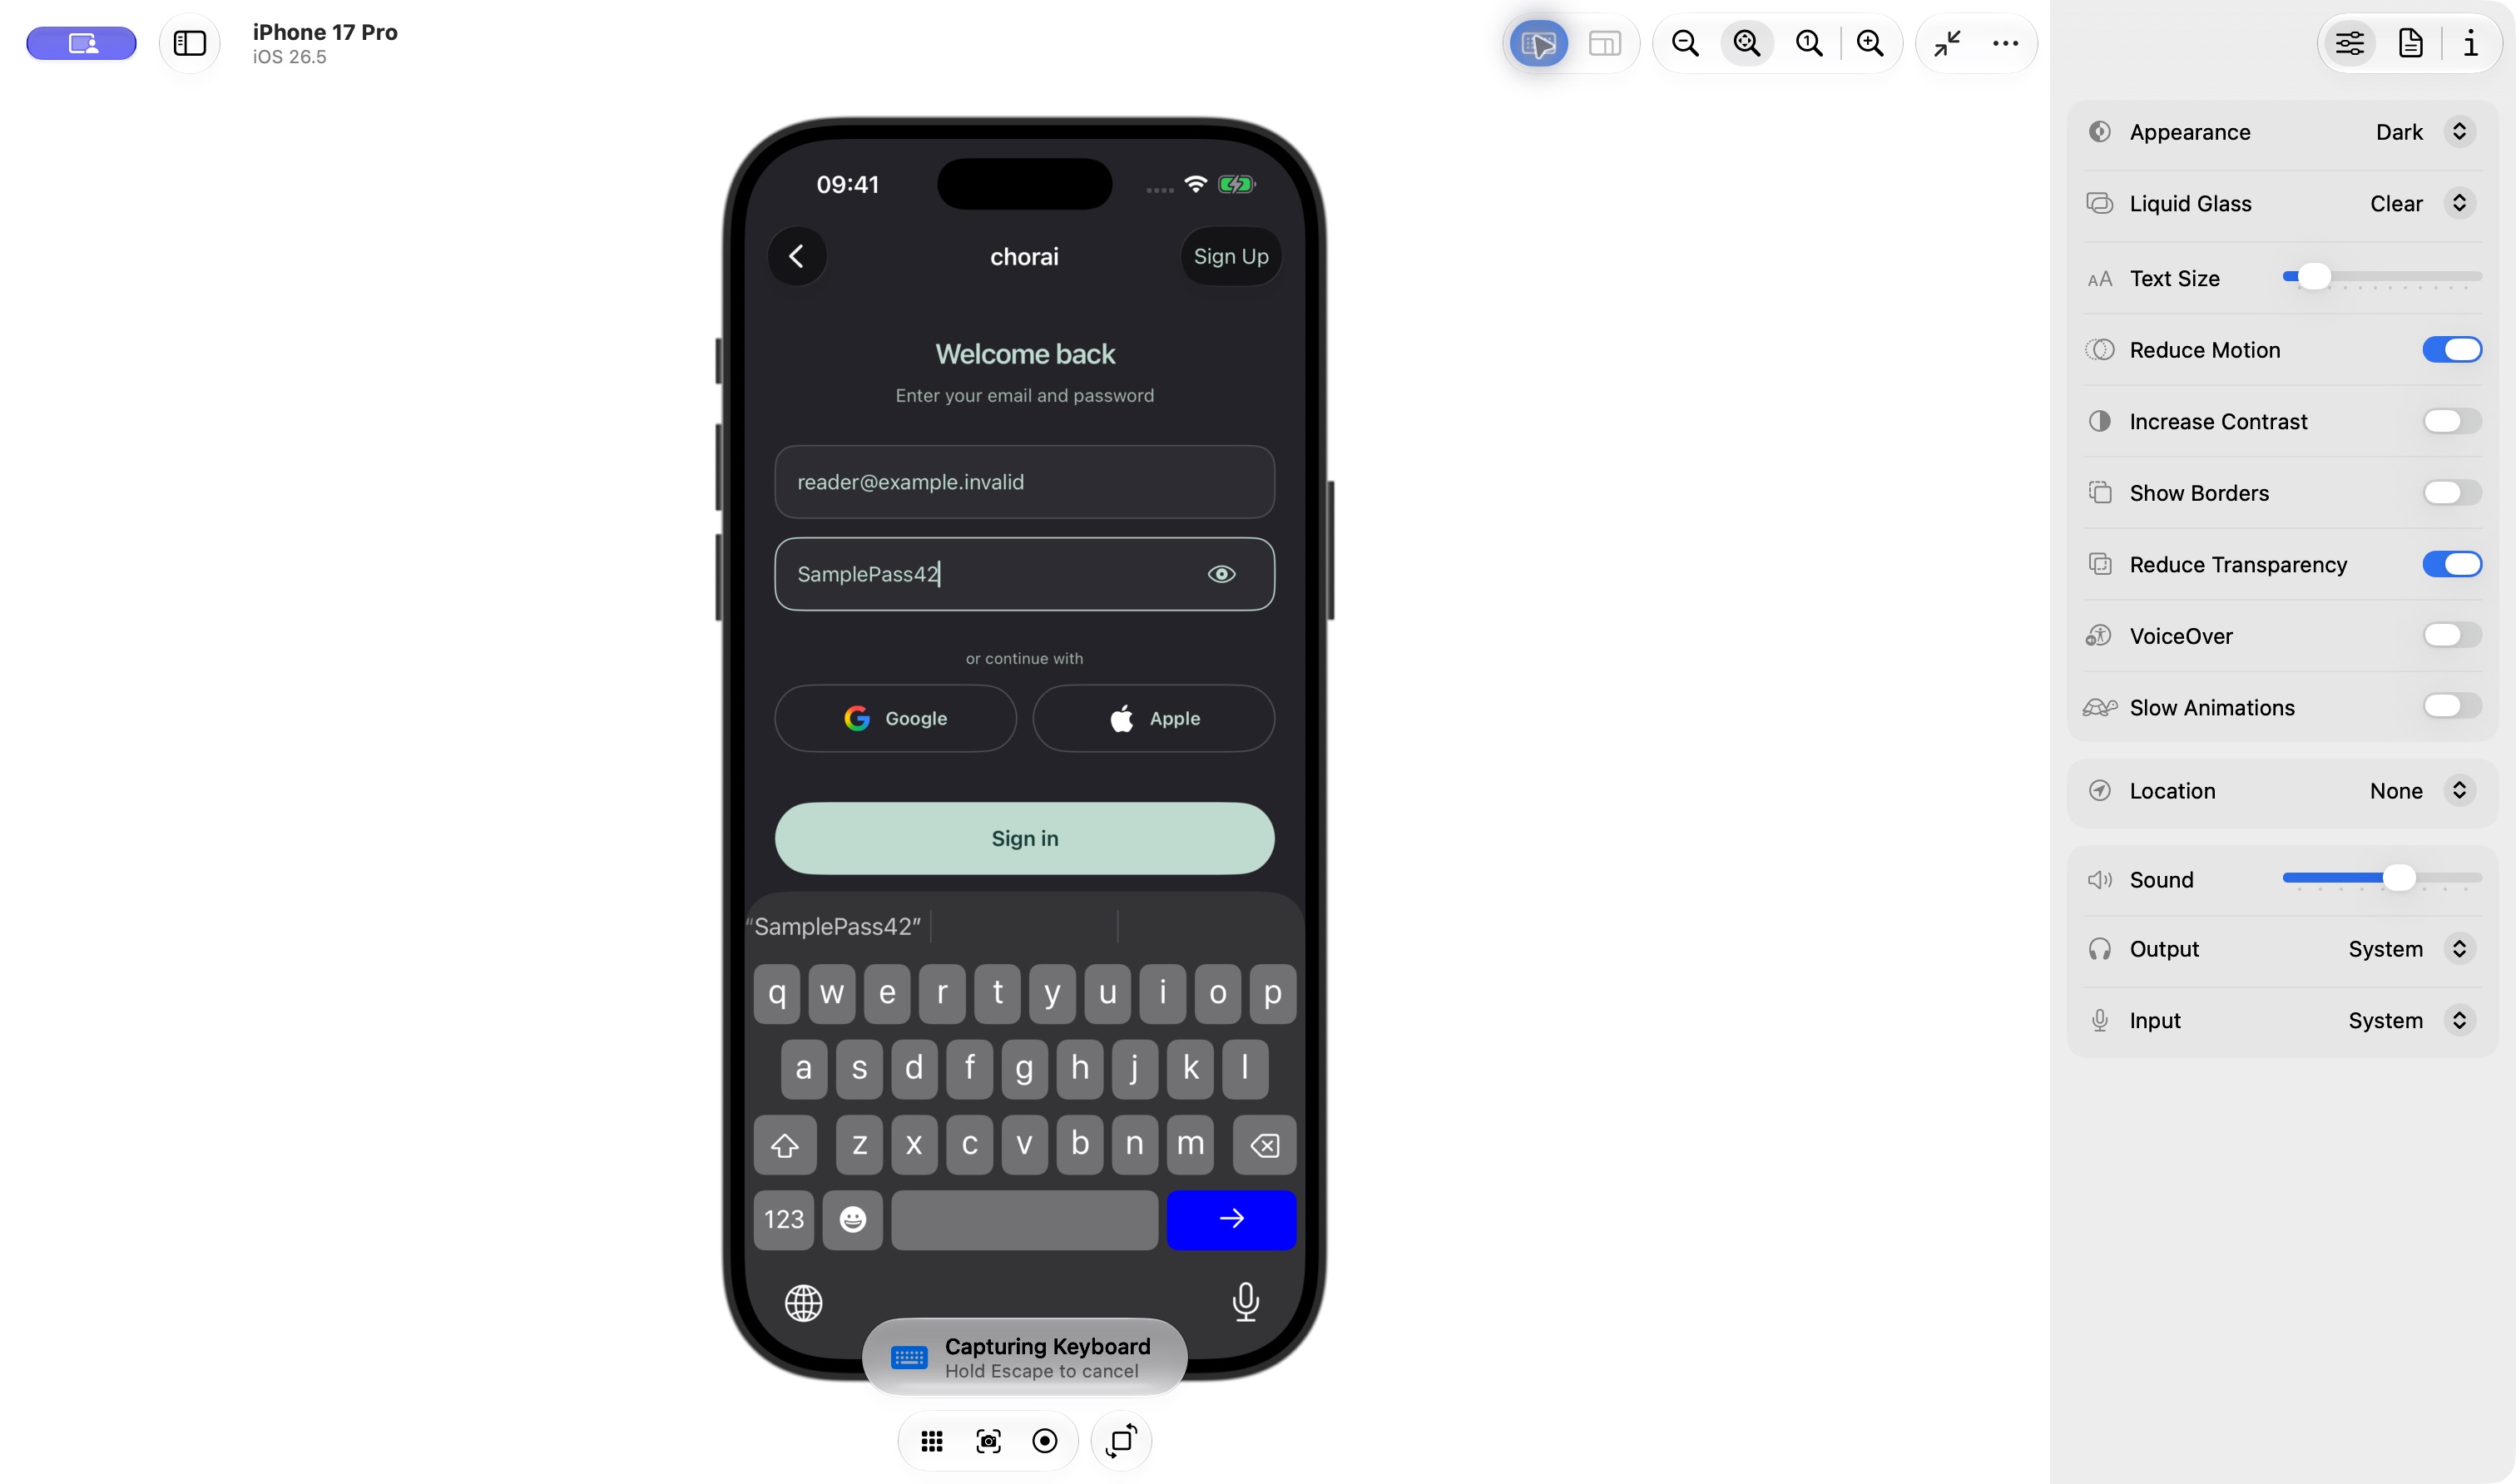 iPhone 17 Pro
iOS 26.5
09:41
chorai
Sign Up
Welcome back
Enter your email and password
reader@example.invalid
SamplePass42
or continue with
Google
Apple
Sign in
“SamplePass42”
q w e r t y u i o p
a s d f g h j k l
z x c v b n m
123
Capturing Keyboard
Hold Escape to cancel
Appearance Dark
Liquid Glass Clear
Text Size
Reduce Motion
Increase Contrast
Show Borders
Reduce Transparency
VoiceOver
Slow Animations
Location None
Sound
Output System
Input System